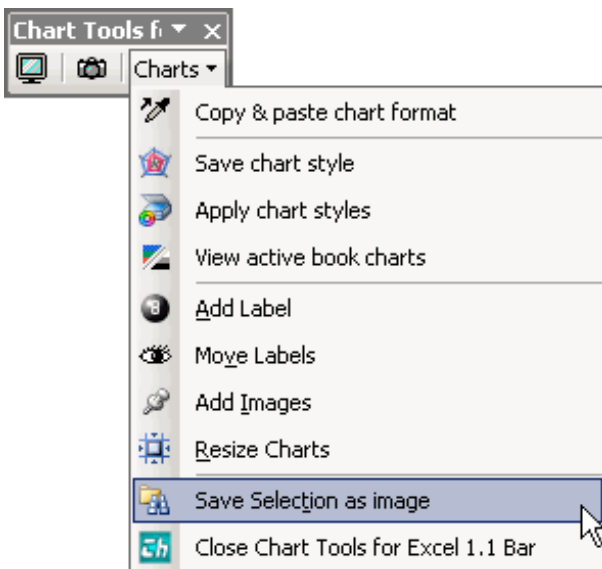 Chart Tools f
Charts
Copy & paste chart format
Save chart style
Apply chart styles
View active book charts
Add Label
Move Labels
Add Images
Resize Charts
Save Selection as image
Close Chart Tools for Excel 1.1 Bar